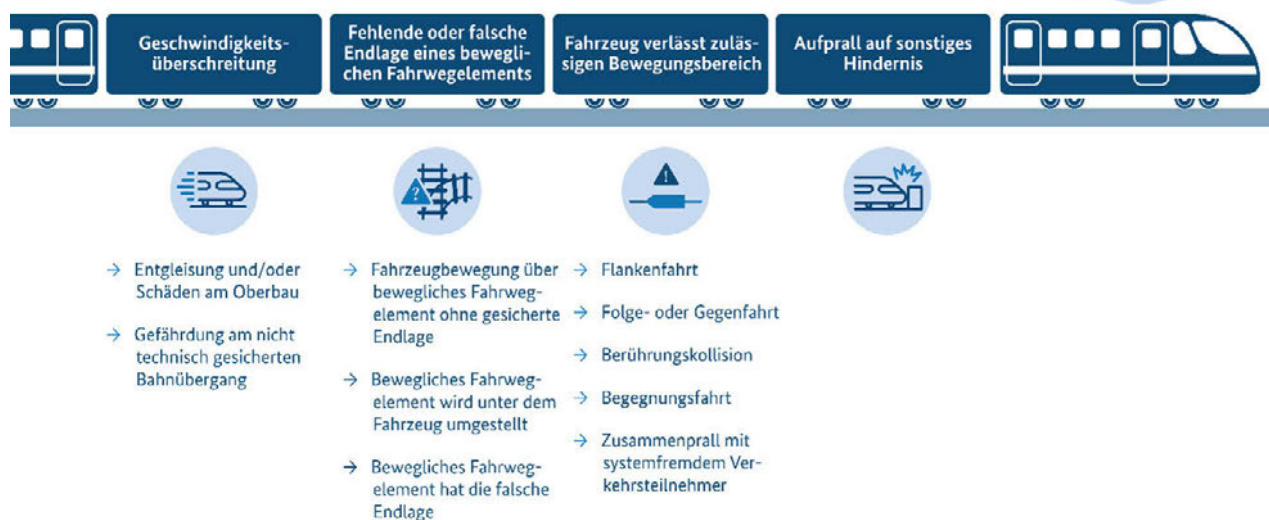 Geschwindigkeits-
überschreitung
Fehlende oder falsche
Endlage eines bewegli-
chen Fahrwegelements
Fahrzeug verlässt zuläs-
sigen Bewegungsbereich
Aufprall auf sonstiges
Hindernis
?
!
→ Entgleisung und/oder
Schäden am Oberbau
→ Gefährdung am nicht
technisch gesicherten
Bahnübergang
→ Fahrzeugbewegung über
bewegliches Fahrweg-
element ohne gesicherte
Endlage
→ Bewegliches Fahrweg-
element wird unter dem
Fahrzeug umgestellt
→ Bewegliches Fahrweg-
element hat die falsche
Endlage
→ Flankenfahrt
→ Folge- oder Gegenfahrt
→ Berührungskollision
→ Begegnungsfahrt
→ Zusammenprall mit
systemfremdem Ver-
kehrsteilnehmer